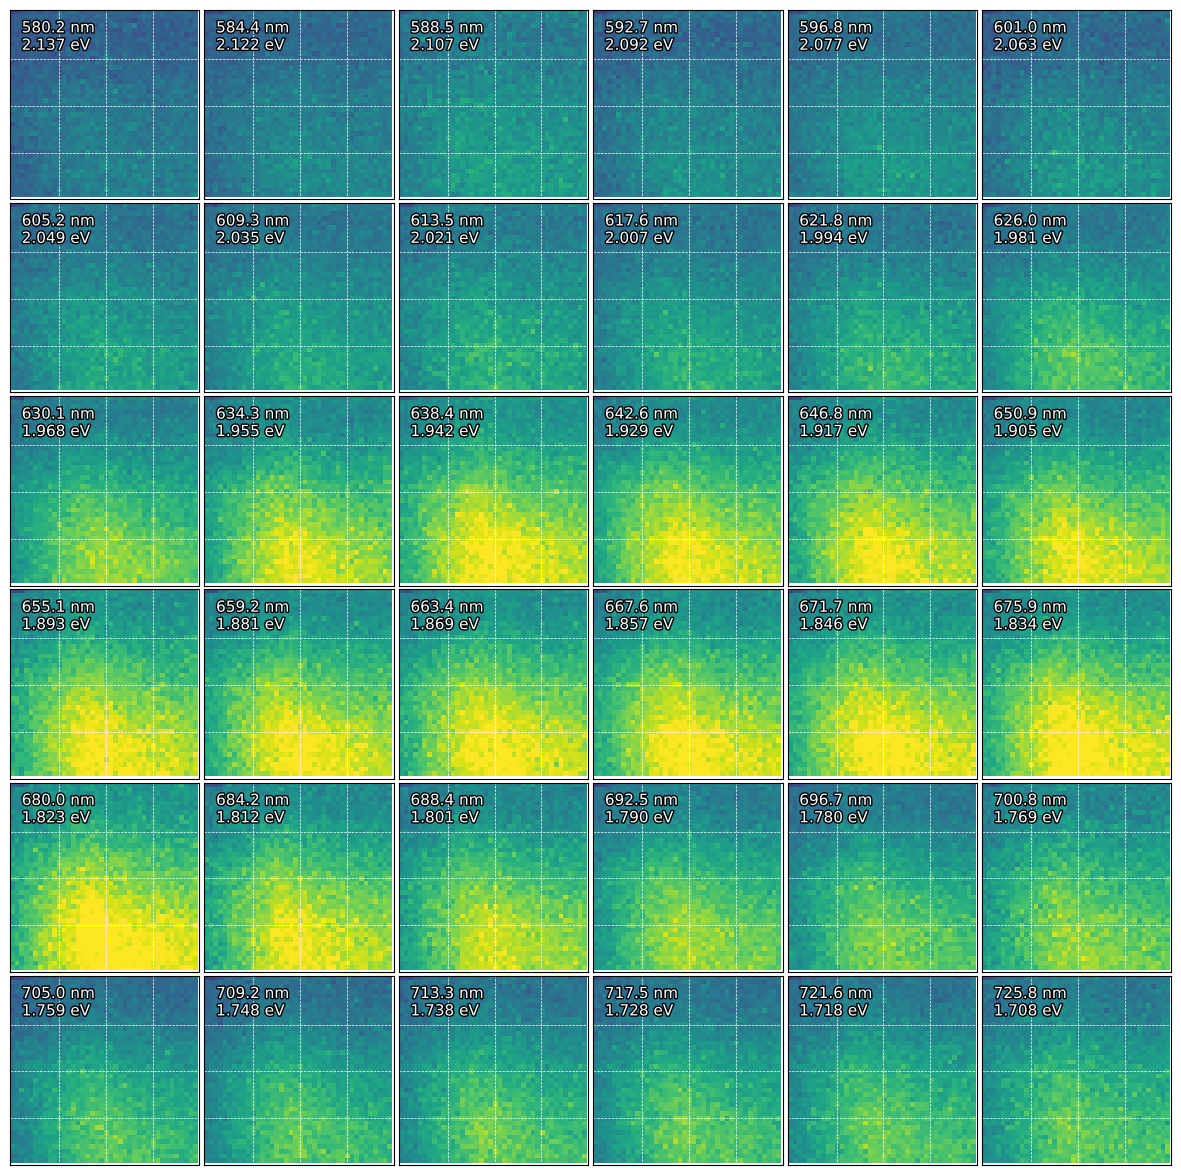 580.2 nm
2.137 eV
584.4 nm
2.122 eV
588.5 nm
2.107 eV
592.7 nm
2.092 eV
596.8 nm
2.077 eV
601.0 nm
2.063 eV
605.2 nm
2.049 eV
609.3 nm
2.035 eV
613.5 nm
2.021 eV
617.6 nm
2.007 eV
621.8 nm
1.994 eV
626.0 nm
1.981 eV
630.1 nm
1.968 eV
634.3 nm
1.955 eV
638.4 nm
1.942 eV
642.6 nm
1.929 eV
646.8 nm
1.917 eV
650.9 nm
1.905 eV
655.1 nm
1.893 eV
659.2 nm
1.881 eV
663.4 nm
1.869 eV
667.6 nm
1.857 eV
671.7 nm
1.846 eV
675.9 nm
1.834 eV
680.0 nm
1.823 eV
684.2 nm
1.812 eV
688.4 nm
1.801 eV
692.5 nm
1.790 eV
696.7 nm
1.780 eV
700.8 nm
1.769 eV
705.0 nm
1.759 eV
709.2 nm
1.748 eV
713.3 nm
1.738 eV
717.5 nm
1.728 eV
721.6 nm
1.718 eV
725.8 nm
1.708 eV